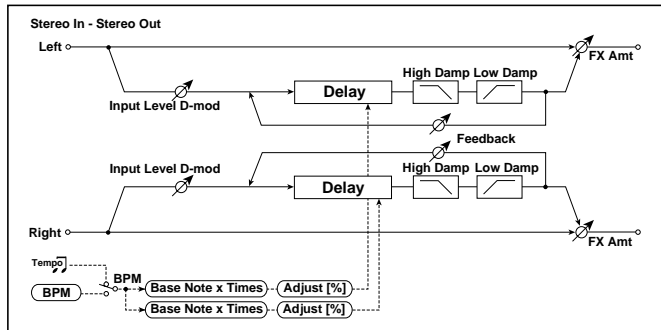 Stereo In - Stereo Out
Left
FX Amt
High Damp Low Damp
Delay
Input Level D-mod
Feedback
Input Level D-mod
High Damp Low Damp
Delay
Right
FX Amt
Tempo
BPM
BPM
Base Note x Times Adjust [%]
Base Note x Times Adjust [%]